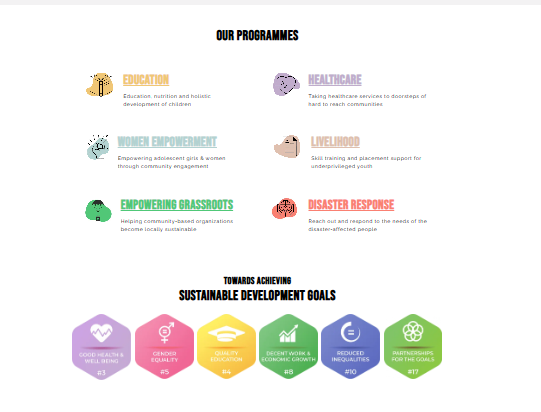 OUR PROGRAMMES
EDUCATION
Education, nutrition and holistic
development of children
HEALTHCARE
Taking healthcare services to doorsteps of
hard to reach communities
WOMEN EMPOWERMENT
Empowering adolescent girls & women
through community engagement
LIVELIHOOD
Skill training and placement support for
underprivileged youth
EMPOWERING GRASSROOTS
Helping community-based organizations
become locally sustainable
DISASTER RESPONSE
Reach out and respond to the needs of the
disaster-affected people
TOWARDS ACHIEVING
SUSTAINABLE DEVELOPMENT GOALS
GOOD HEALTH &
WELL BEING
#3
GENDER
EQUALITY
#5
QUALITY
EDUCATION
#4
DECENT WORK &
ECONOMIC GROWTH
#8
REDUCED
INEQUALITIES
#10
PARTNERSHIPS
FOR THE GOALS
#17